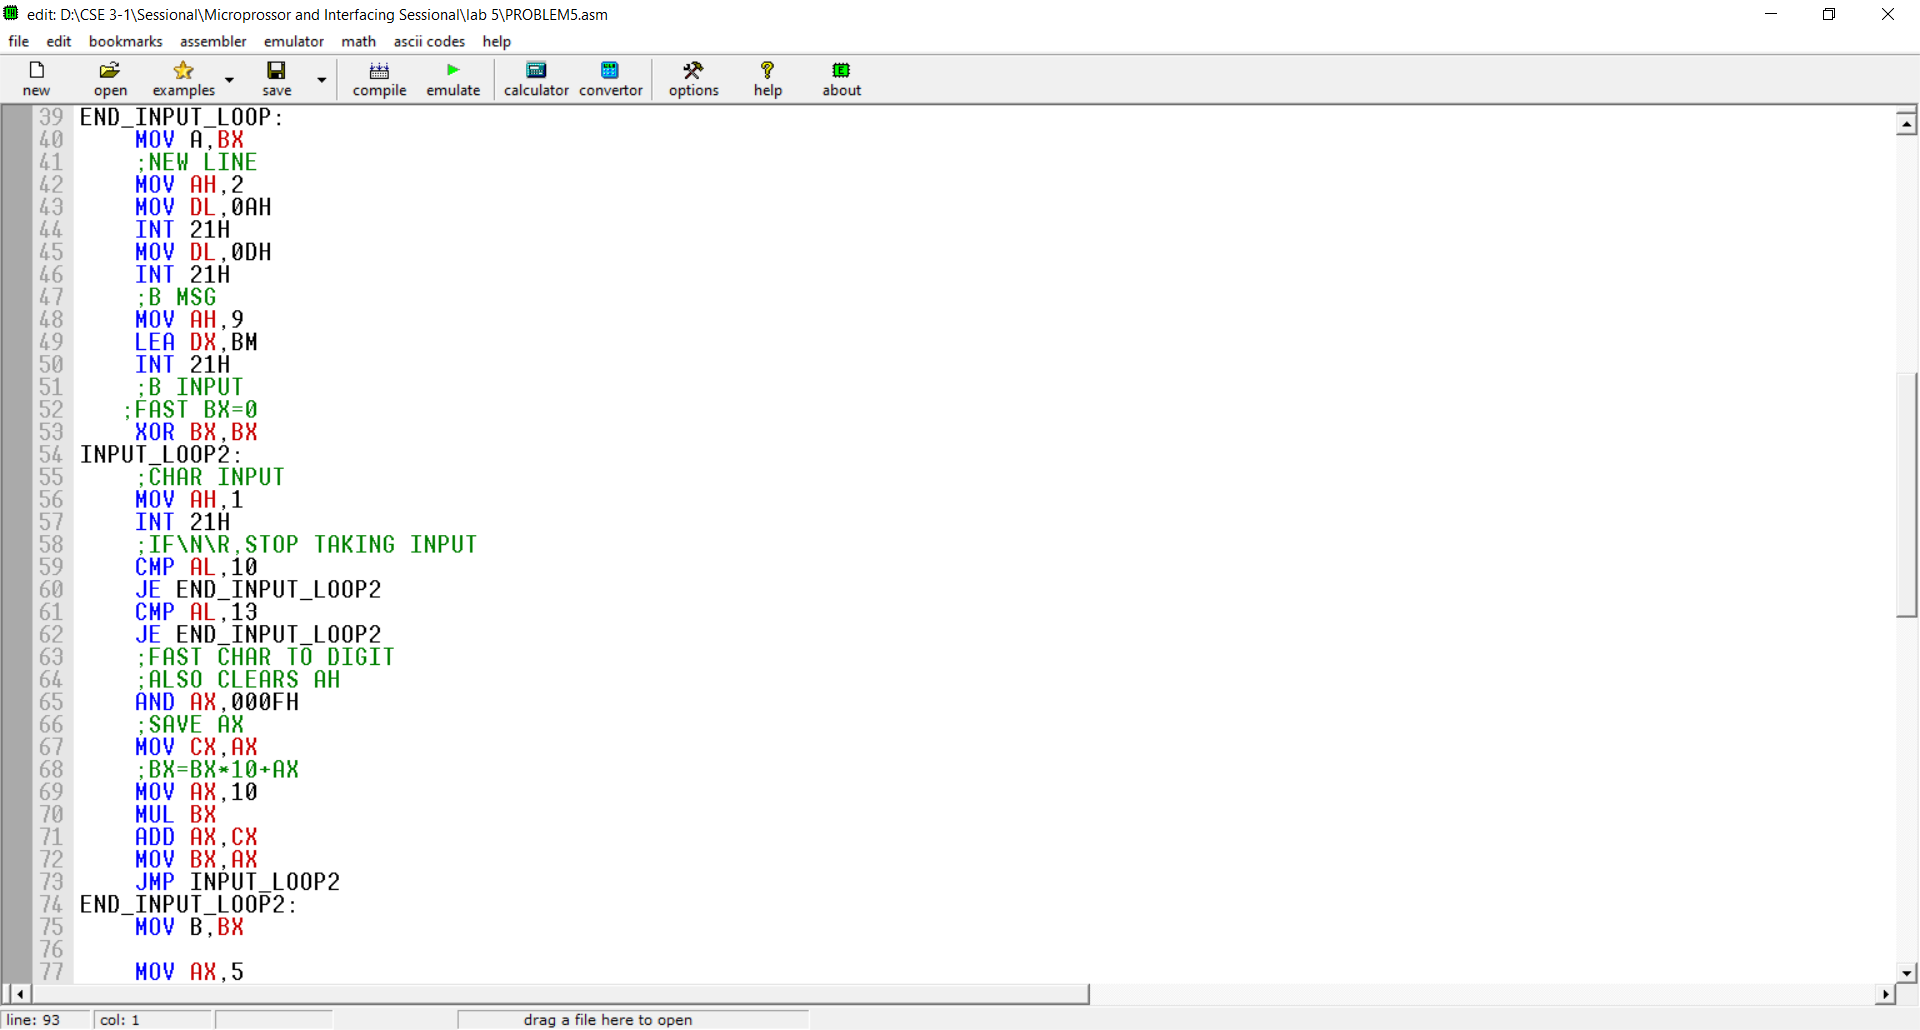 edit: D:\CSE 3-1\Sessional\Microprossor and Interfacing Sessional\lab 5\PROBLEM5.asm
file edit bookmarks assembler emulator math ascii codes help
new open examples save compile emulate calculator convertor options help about
39 END_INPUT_LOOP:
40 MOV A,BX
41 ;NEW LINE
42 MOV AH,2
43 MOV DL,0AH
44 INT 21H
45 MOV DL,0DH
46 INT 21H
47 ;B MSG
48 MOV AH,9
49 LEA DX,BM
50 INT 21H
51 ;B INPUT
52 ;FAST BX=0
53 XOR BX,BX
54 INPUT_LOOP2:
55 ;CHAR INPUT
56 MOV AH,1
57 INT 21H
58 ;IF\N\R,STOP TAKING INPUT
59 CMP AL,10
60 JE END_INPUT_LOOP2
61 CMP AL,13
62 JE END_INPUT_LOOP2
63 ;FAST CHAR TO DIGIT
64 ;ALSO CLEARS AH
65 AND AX,000FH
66 ;SAVE AX
67 MOV CX,AX
68 ;BX=BX*10+AX
69 MOV AX,10
70 MUL BX
71 ADD AX,CX
72 MOV BX,AX
73 JMP INPUT_LOOP2
74 END_INPUT_LOOP2:
75 MOV B,BX
76
77 MOV AX,5
line: 93 col: 1 drag a file here to open